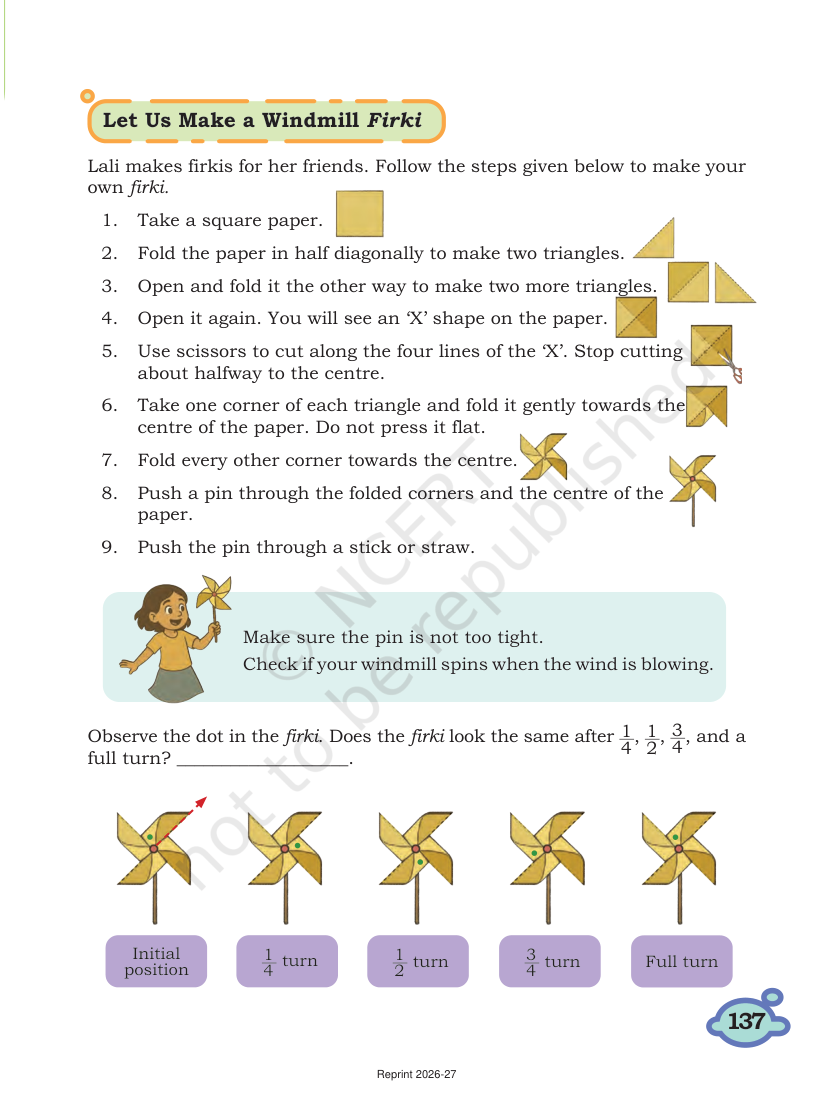 Let Us Make a Windmill Firki
Lali makes firkis for her friends. Follow the steps given below to make your
own firki.
1. Take a square paper.
2. Fold the paper in half diagonally to make two triangles.
3. Open and fold it the other way to make two more triangles.
4. Open it again. You will see an ‘X’ shape on the paper.
5. Use scissors to cut along the four lines of the ‘X’. Stop cutting
about halfway to the centre.
6. Take one corner of each triangle and fold it gently towards the
centre of the paper. Do not press it flat.
7. Fold every other corner towards the centre.
8. Push a pin through the folded corners and the centre of the
paper.
9. Push the pin through a stick or straw.
Make sure the pin is not too tight.
Check if your windmill spins when the wind is blowing.
Observe the dot in the firki. Does the firki look the same after 1/4, 1/2, 3/4, and a
full turn? ___________________.
Initial
position
1/4 turn
1/2 turn
3/4 turn
Full turn
137
Reprint 2026-27
© NCERT
not to be republished